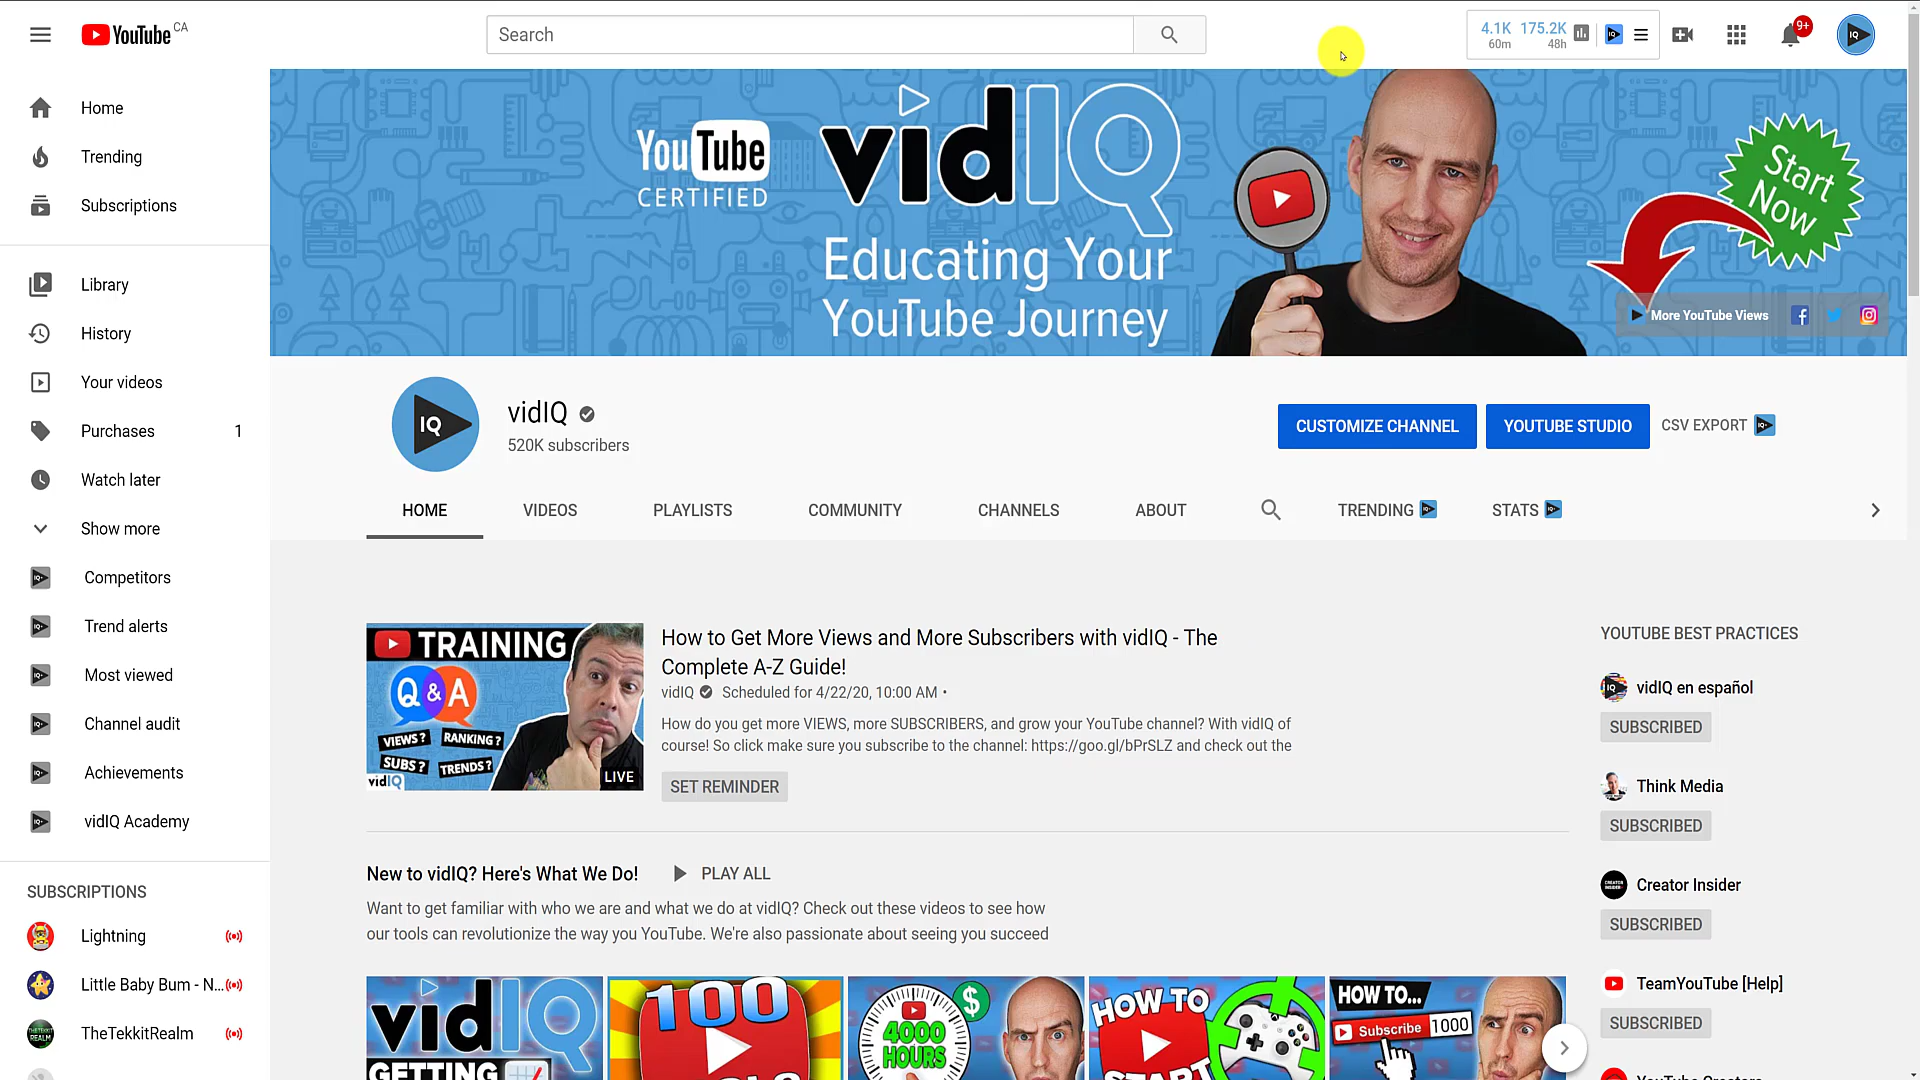 YouTube CA
Search
4.1K 60m
175.2K 48h
9+
IQ
Home
Trending
Subscriptions
Library
History
Your videos
Purchases 1
Watch later
Show more
Competitors
Trend alerts
Most viewed
Channel audit
Achievements
vidIQ Academy
SUBSCRIPTIONS
Lightning
Little Baby Bum - N...
TheTekkitRealm
YouTube
CERTIFIED
vidIQ
Educating Your
YouTube Journey
Start
Now
More YouTube Views
IQ
vidIQ
520K subscribers
CUSTOMIZE CHANNEL
YOUTUBE STUDIO
CSV EXPORT
HOME
VIDEOS
PLAYLISTS
COMMUNITY
CHANNELS
ABOUT
TRENDING
STATS
TRAINING
Q & A
VIEWS ?
RANKING ?
SUBS ?
TRENDS ?
vidIQ
LIVE
How to Get More Views and More Subscribers with vidIQ - The
Complete A-Z Guide!
vidIQ Scheduled for 4/22/20, 10:00 AM •
How do you get more VIEWS, more SUBSCRIBERS, and grow your YouTube channel? With vidIQ of
course! So click make sure you subscribe to the channel: https://goo.gl/bPrSLZ and check out the
SET REMINDER
New to vidIQ? Here's What We Do!
PLAY ALL
Want to get familiar with who we are and what we do at vidIQ? Check out these videos to see how
our tools can revolutionize the way you YouTube. We're also passionate about seeing you succeed
vidIQ
GETTING
100
$
4000
HOURS
HOW TO
START
HOW TO...
Subscribe 1000
YOUTUBE BEST PRACTICES
vidIQ en español
SUBSCRIBED
Think Media
SUBSCRIBED
Creator Insider
SUBSCRIBED
TeamYouTube [Help]
SUBSCRIBED